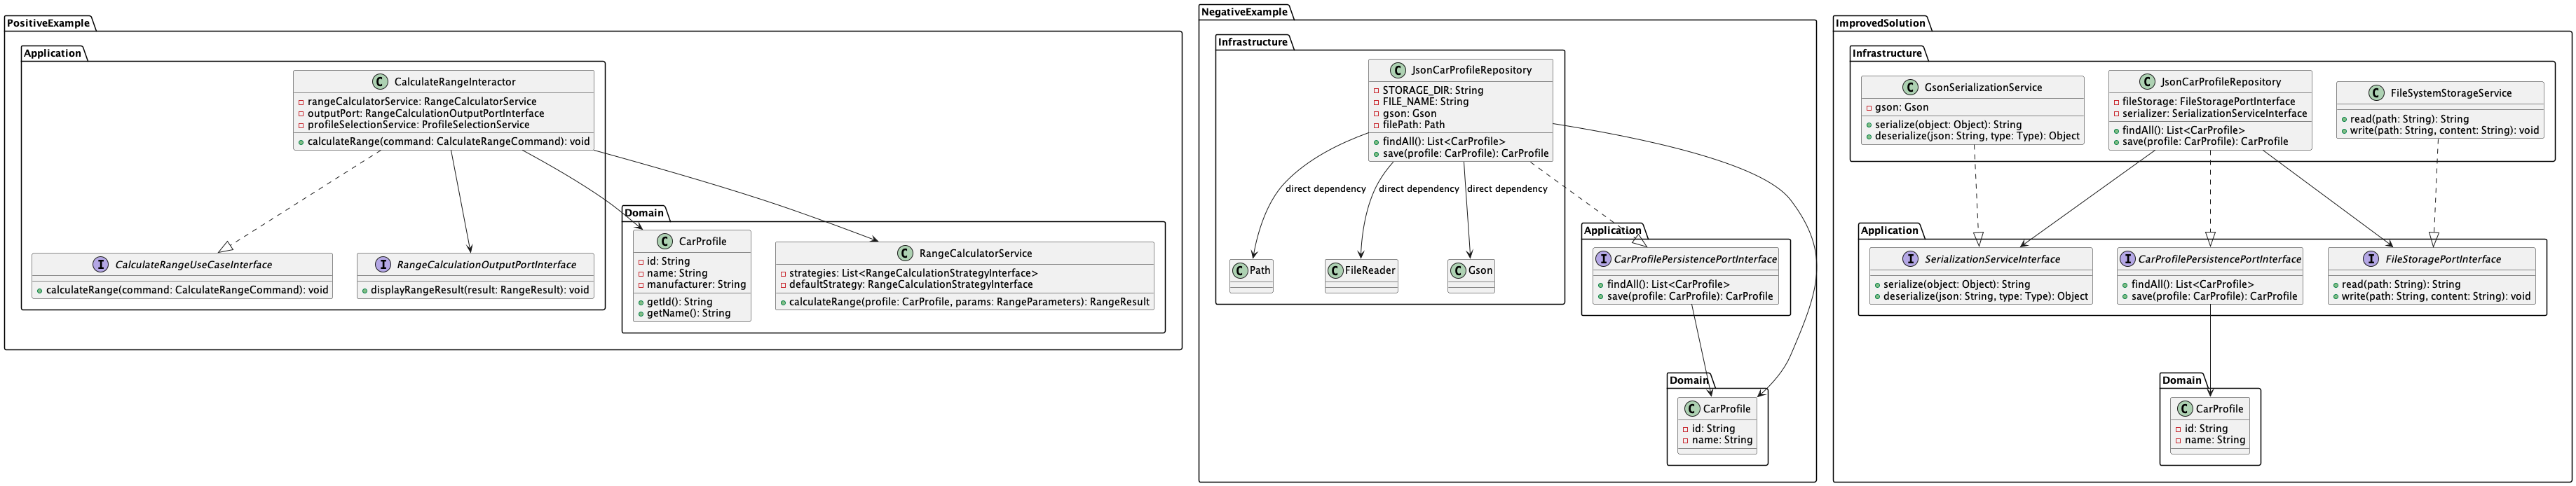 PositiveExample
Application
CalculateRangeInteractor
rangeCalculatorService: RangeCalculatorService
outputPort: RangeCalculationOutputPortInterface
profileSelectionService: ProfileSelectionService
calculateRange(command: CalculateRangeCommand): void
CalculateRangeUseCaseInterface
calculateRange(command: CalculateRangeCommand): void
RangeCalculationOutputPortInterface
displayRangeResult(result: RangeResult): void
Domain
CarProfile
id: String
name: String
manufacturer: String
getId(): String
getName(): String
RangeCalculatorService
strategies: List<RangeCalculationStrategyInterface>
defaultStrategy: RangeCalculationStrategyInterface
calculateRange(profile: CarProfile, params: RangeParameters): RangeResult
NegativeExample
Infrastructure
JsonCarProfileRepository
STORAGE_DIR: String
FILE_NAME: String
gson: Gson
filePath: Path
findAll(): List<CarProfile>
save(profile: CarProfile): CarProfile
direct dependency
direct dependency
direct dependency
Path
FileReader
Gson
Application
CarProfilePersistencePortInterface
findAll(): List<CarProfile>
save(profile: CarProfile): CarProfile
Domain
CarProfile
id: String
name: String
ImprovedSolution
Infrastructure
GsonSerializationService
gson: Gson
serialize(object: Object): String
deserialize(json: String, type: Type): Object
JsonCarProfileRepository
fileStorage: FileStoragePortInterface
serializer: SerializationServiceInterface
findAll(): List<CarProfile>
save(profile: CarProfile): CarProfile
FileSystemStorageService
read(path: String): String
write(path: String, content: String): void
Application
SerializationServiceInterface
serialize(object: Object): String
deserialize(json: String, type: Type): Object
CarProfilePersistencePortInterface
findAll(): List<CarProfile>
save(profile: CarProfile): CarProfile
FileStoragePortInterface
read(path: String): String
write(path: String, content: String): void
Domain
CarProfile
id: String
name: String